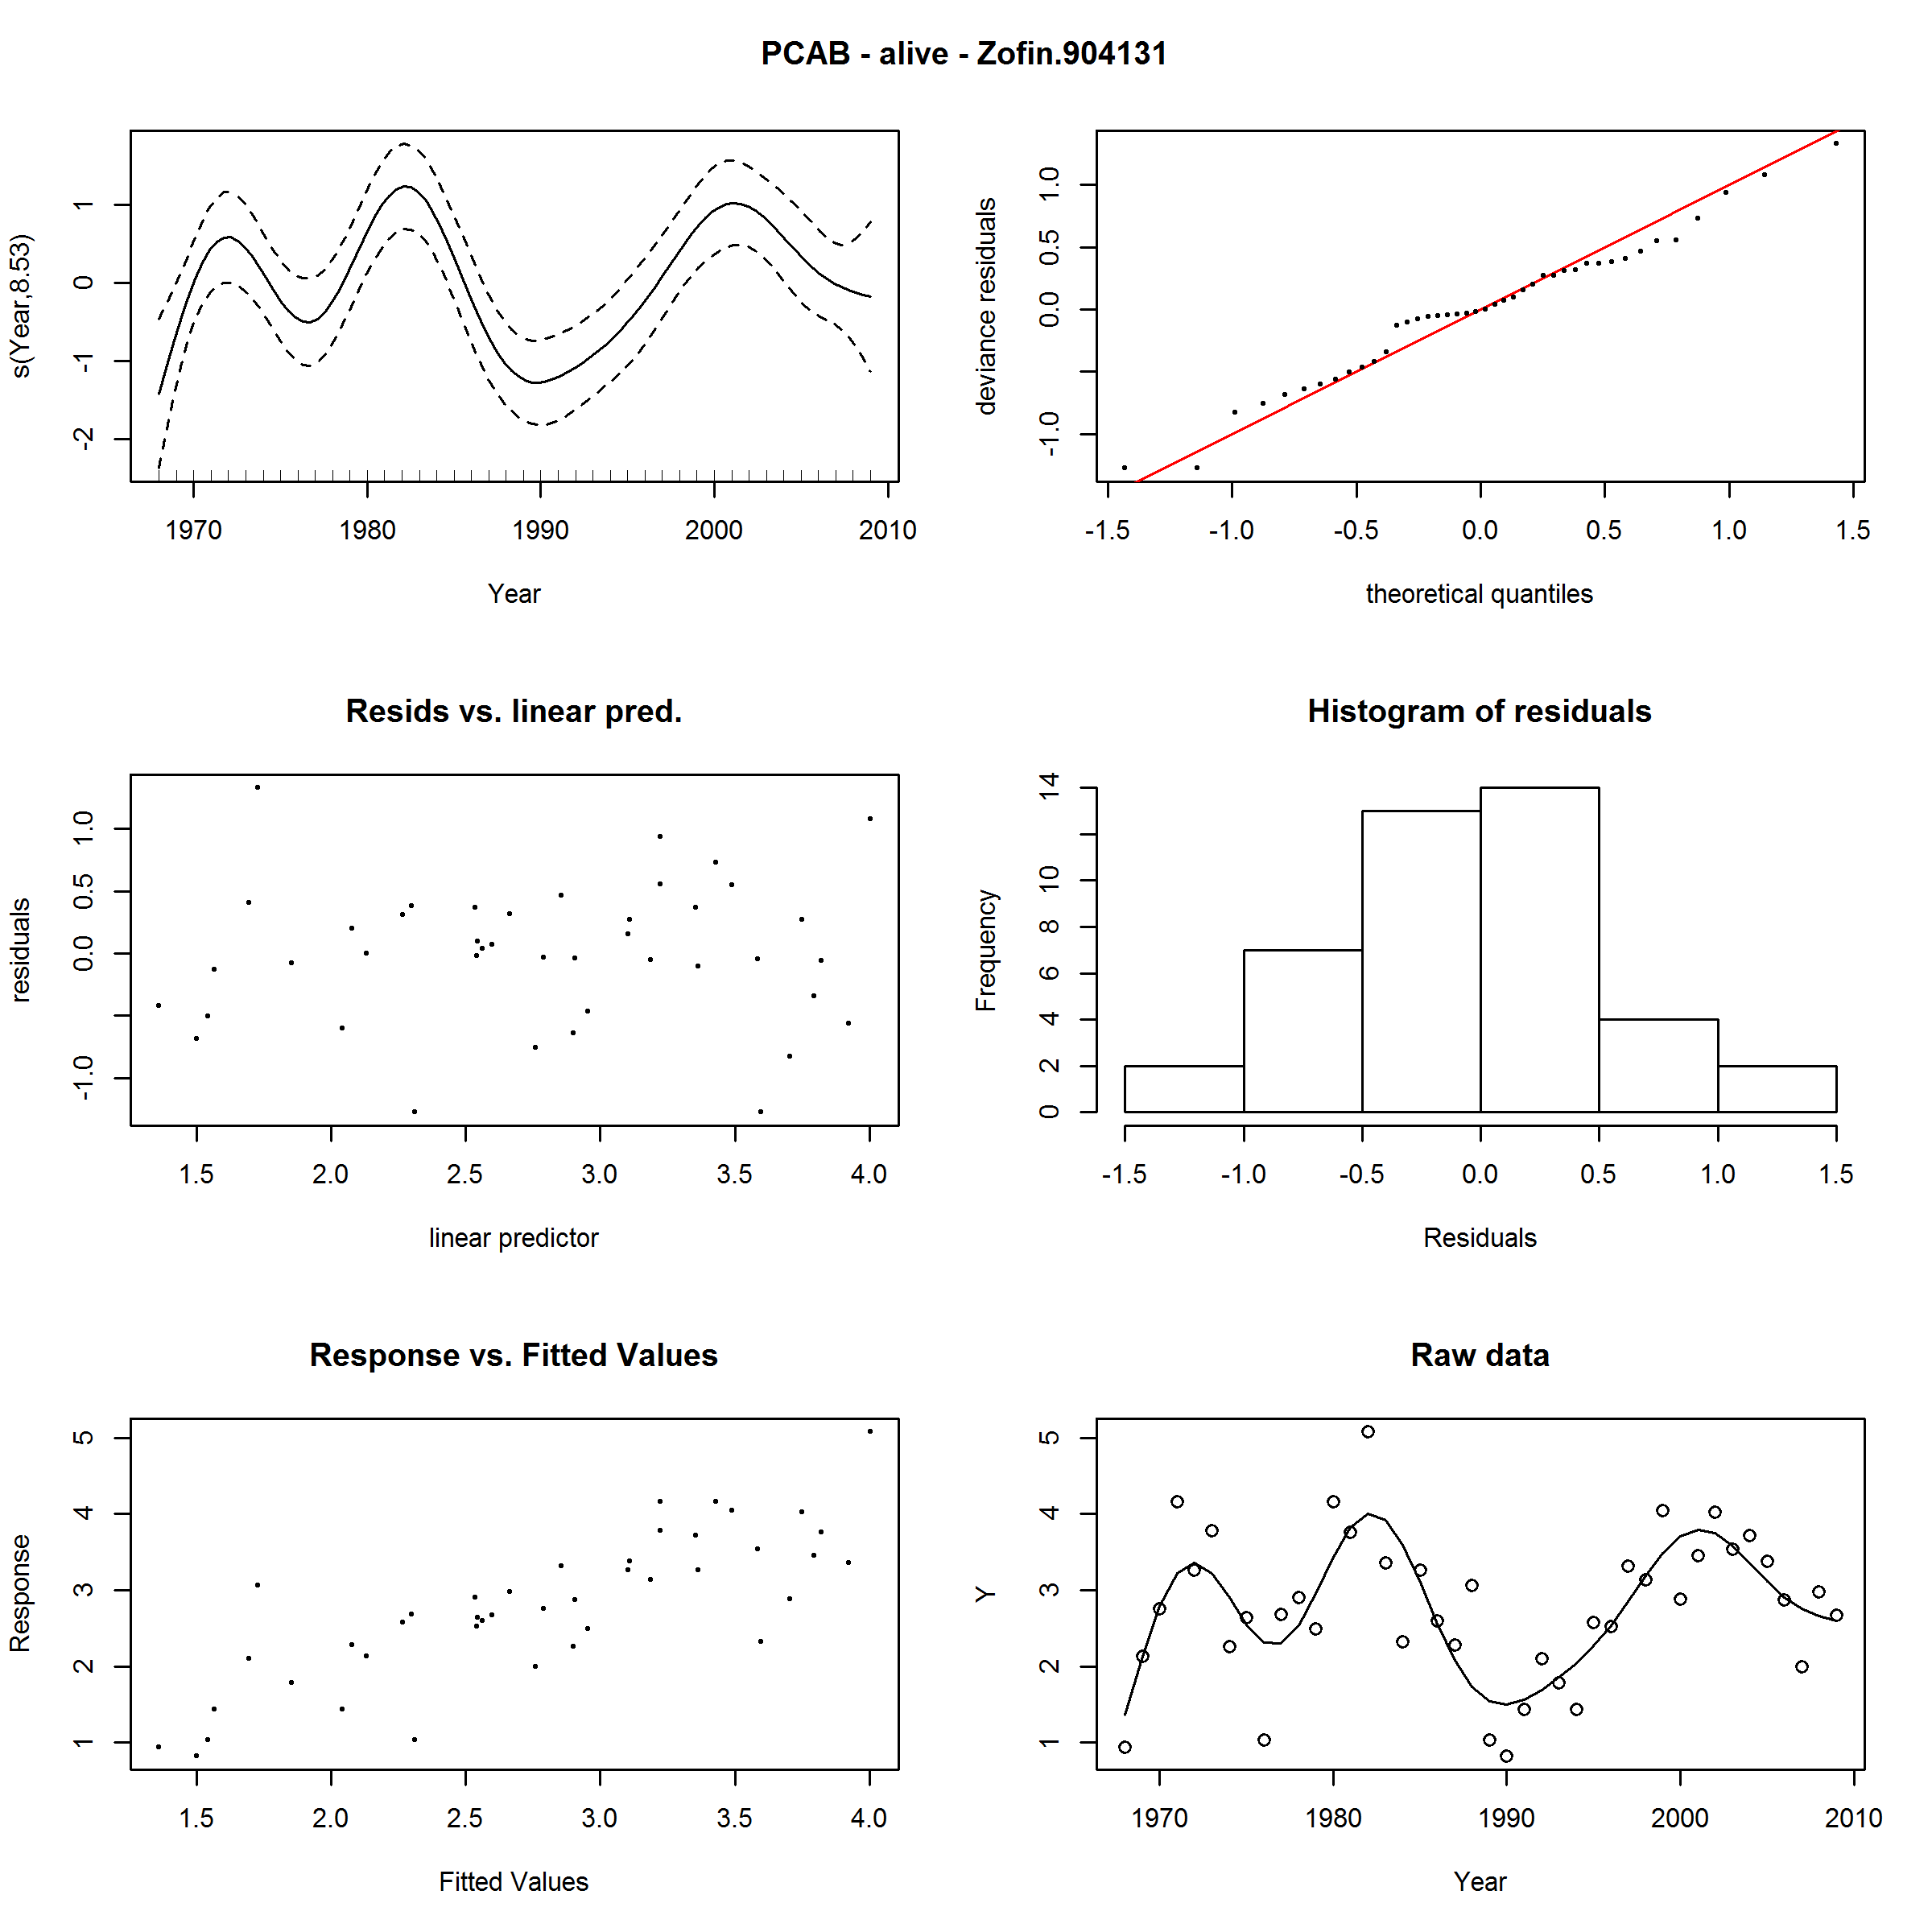 PCAB - alive - Zofin.904131
s(Year,8.53)
1
0
-1
-2
1970 1980 1990 2000 2010
Year
deviance residuals
1.0
0.5
0.0
-1.0
-1.5 -1.0 -0.5 0.0 0.5 1.0 1.5
theoretical quantiles
Resids vs. linear pred.
residuals
1.0
0.5
0.0
-1.0
1.5 2.0 2.5 3.0 3.5 4.0
linear predictor
Histogram of residuals
Frequency
14
10
8
6
4
2
0
-1.5 -1.0 -0.5 0.0 0.5 1.0 1.5
Residuals
Response vs. Fitted Values
Response
5
4
3
2
1
1.5 2.0 2.5 3.0 3.5 4.0
Fitted Values
Raw data
Y
5
4
3
2
1
1970 1980 1990 2000 2010
Year